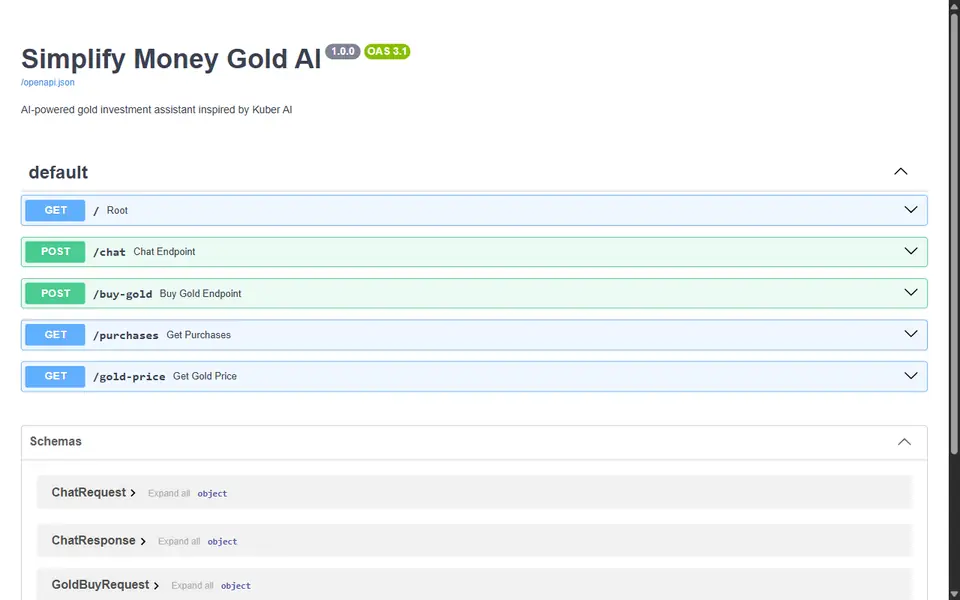 Simplify Money Gold AI 1.0.0 OAS 3.1
/openapi.json
AI-powered gold investment assistant inspired by Kuber AI
default
GET / Root
POST /chat Chat Endpoint
POST /buy-gold Buy Gold Endpoint
GET /purchases Get Purchases
GET /gold-price Get Gold Price
Schemas
ChatRequest Expand all object
ChatResponse Expand all object
GoldBuyRequest Expand all object